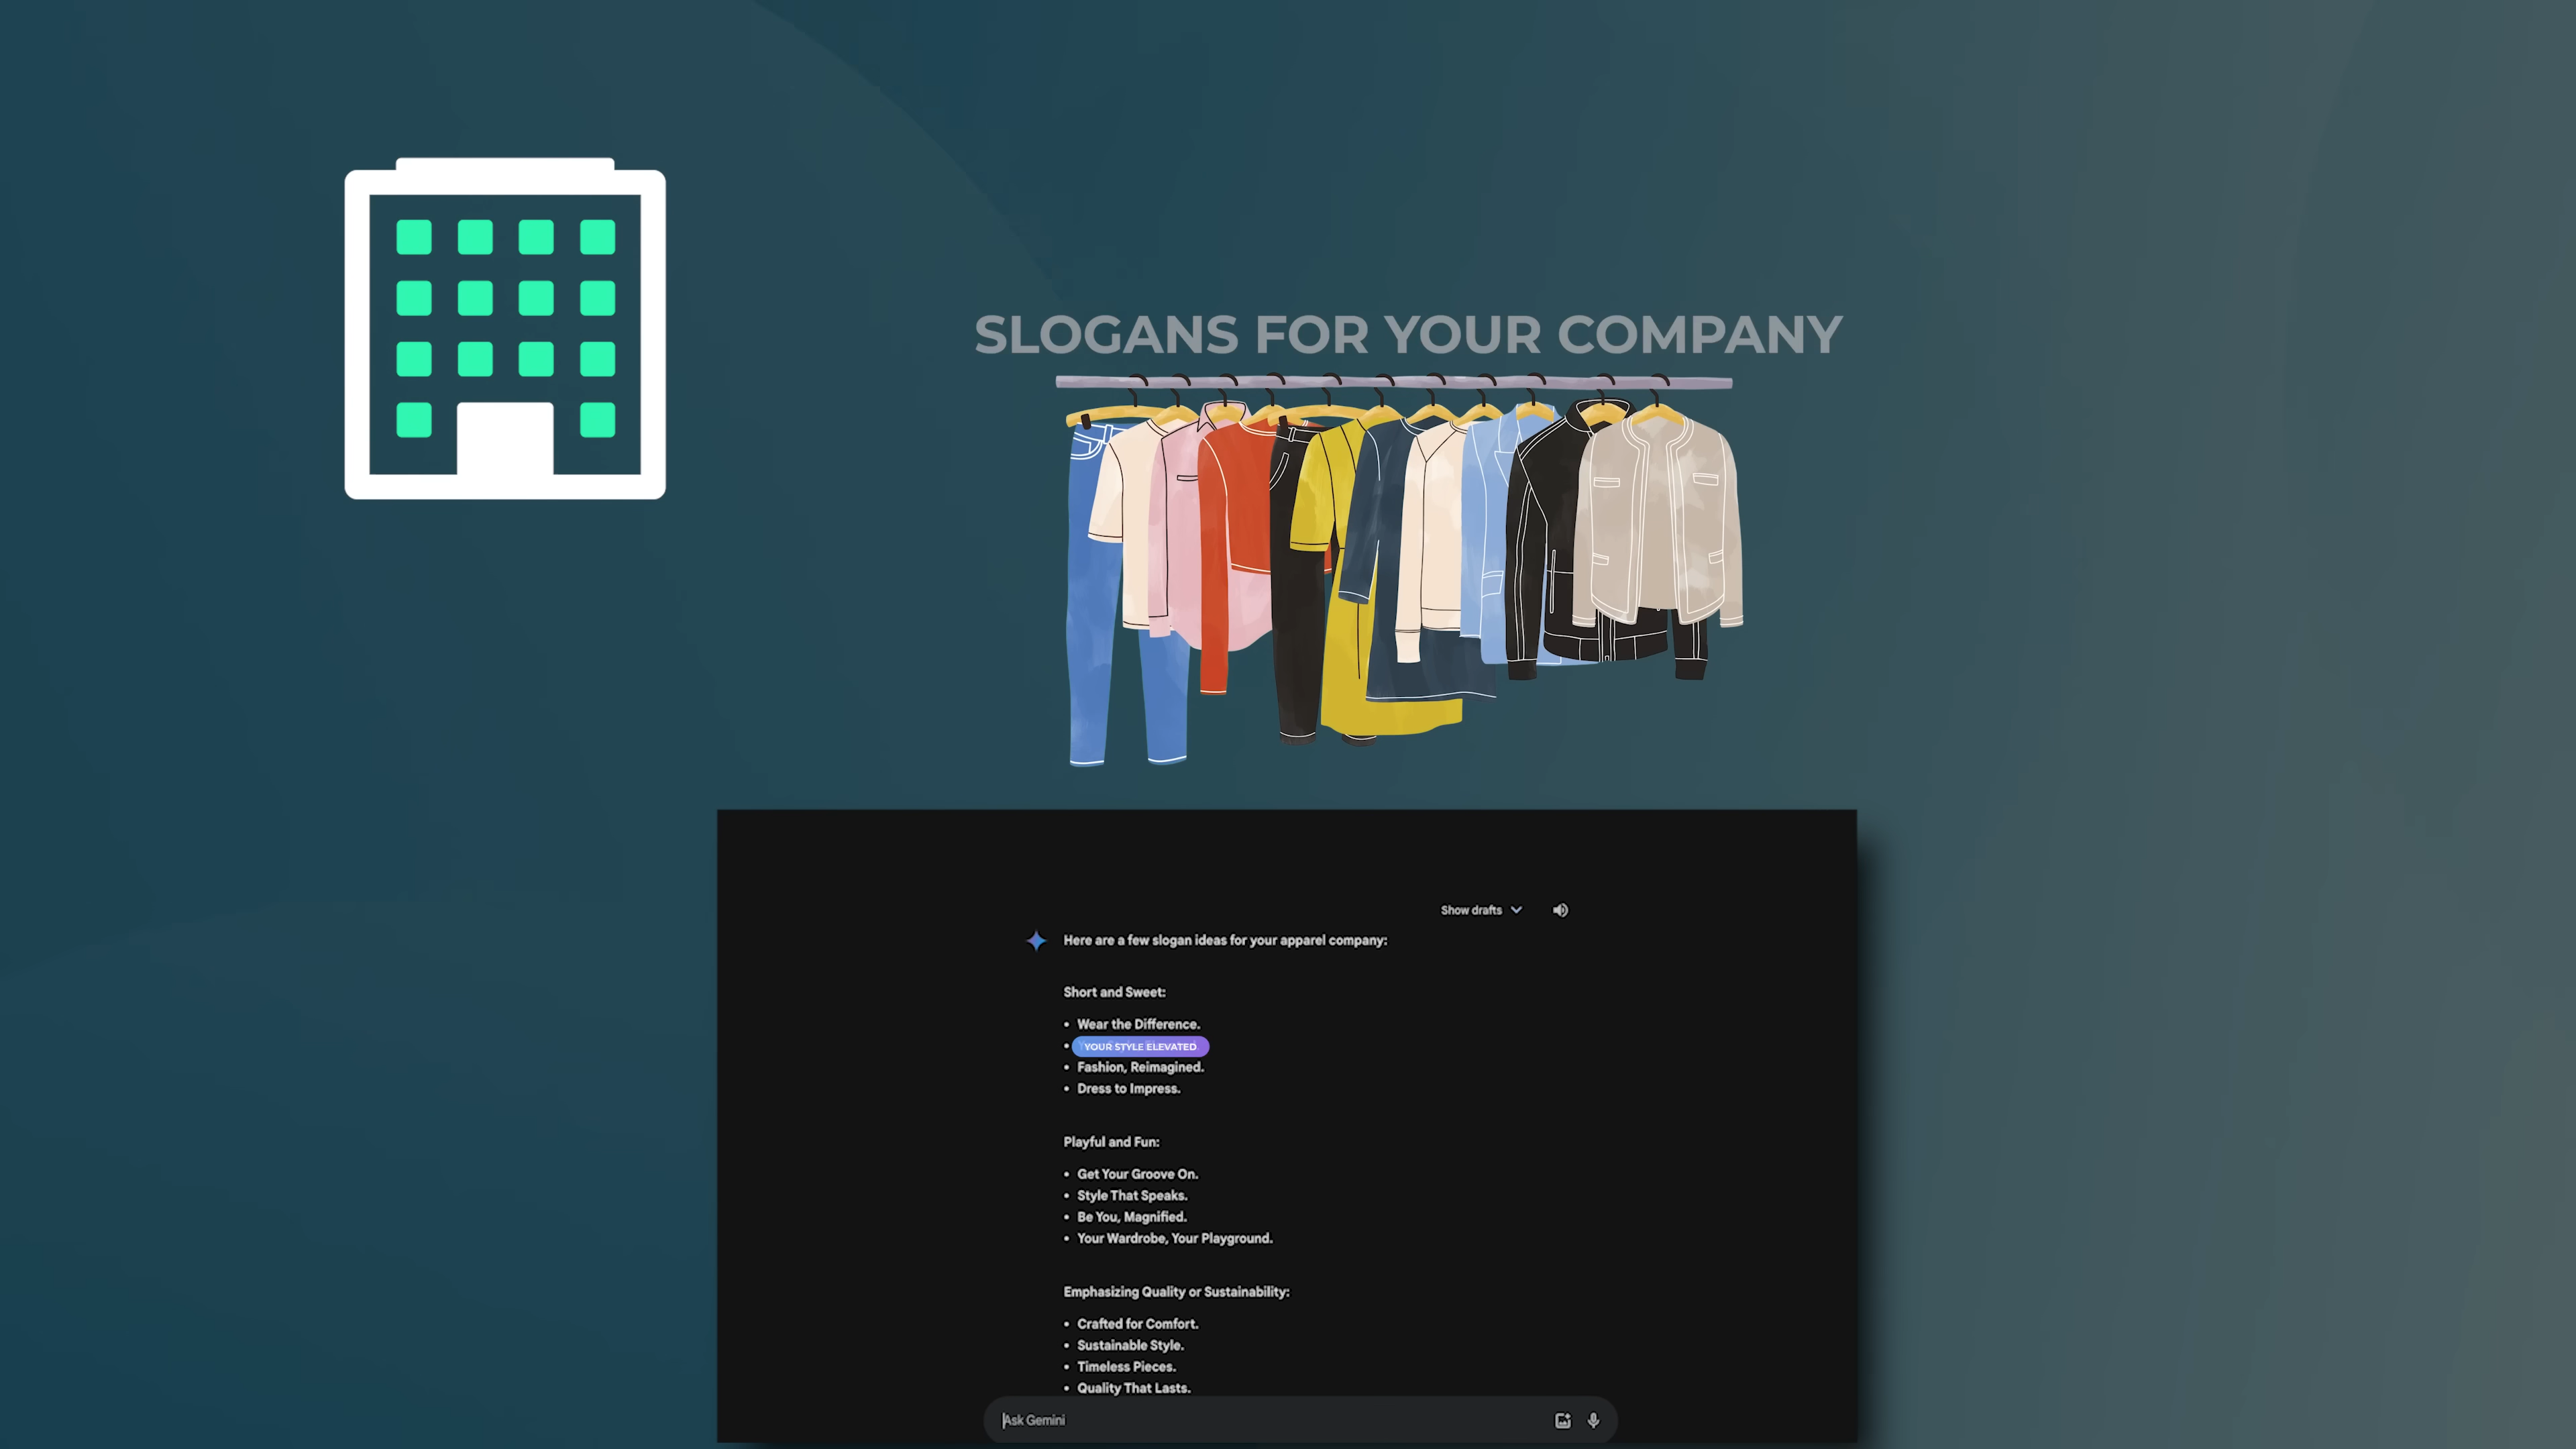 SLOGANS FOR YOUR COMPANY
Show drafts
Here are a few slogan ideas for your apparel company:
Short and Sweet:
• Wear the Difference.
• YOUR STYLE ELEVATED
• Fashion, Reimagined.
• Dress to Impress.
Playful and Fun:
• Get Your Groove On.
• Style That Speaks.
• Be You, Magnified.
• Your Wardrobe, Your Playground.
Emphasizing Quality or Sustainability:
• Crafted for Comfort.
• Sustainable Style.
• Timeless Pieces.
• Quality That Lasts.
Ask Gemini